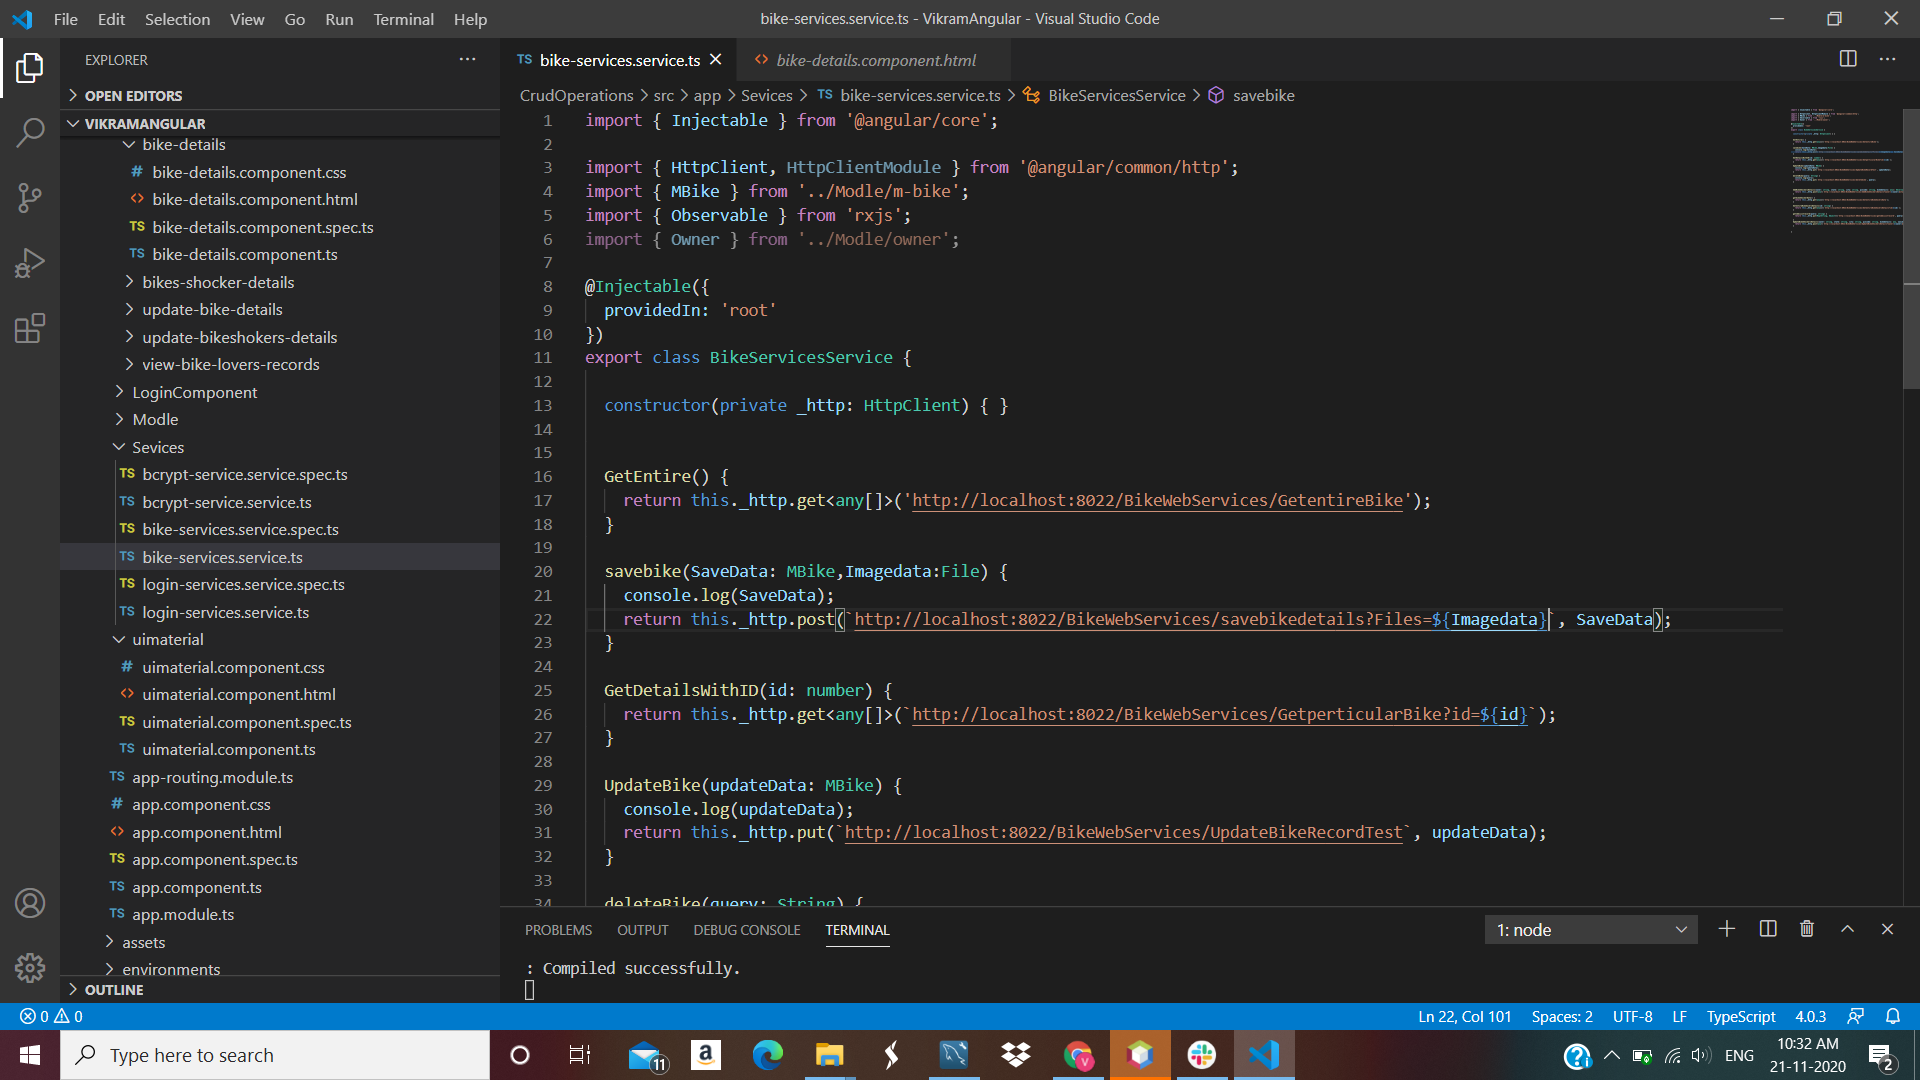 File Edit Selection View Go Run Terminal Help
bike-services.service.ts - VikramAngular - Visual Studio Code
EXPLORER
OPEN EDITORS
VIKRAMANGULAR
bike-details
# bike-details.component.css
<> bike-details.component.html
TS bike-details.component.spec.ts
TS bike-details.component.ts
bikes-shocker-details
update-bike-details
update-bikeshokers-details
view-bike-lovers-records
LoginComponent
Modle
Sevices
TS bcrypt-service.service.spec.ts
TS bcrypt-service.service.ts
TS bike-services.service.spec.ts
TS bike-services.service.ts
TS login-services.service.spec.ts
TS login-services.service.ts
uimaterial
# uimaterial.component.css
<> uimaterial.component.html
TS uimaterial.component.spec.ts
TS uimaterial.component.ts
TS app-routing.module.ts
# app.component.css
<> app.component.html
TS app.component.spec.ts
TS app.component.ts
TS app.module.ts
assets
environments
OUTLINE
TS bike-services.service.ts
<> bike-details.component.html
CrudOperations > src > app > Sevices > TS bike-services.service.ts > BikeServicesService > savebike
1 import { Injectable } from '@angular/core';
2
3 import { HttpClient, HttpClientModule } from '@angular/common/http';
4 import { MBike } from '../Modle/m-bike';
5 import { Observable } from 'rxjs';
6 import { Owner } from '../Modle/owner';
7
8 @Injectable({
9 providedIn: 'root'
10 })
11 export class BikeServicesService {
12
13 constructor(private _http: HttpClient) { }
14
15
16 GetEntire() {
17 return this._http.get<any[]>('http://localhost:8022/BikeWebServices/GetentireBike');
18 }
19
20 savebike(SaveData: MBike,Imagedata:File) {
21 console.log(SaveData);
22 return this._http.post(`http://localhost:8022/BikeWebServices/savebikedetails?Files=${Imagedata}`, SaveData);
23 }
24
25 GetDetailsWithID(id: number) {
26 return this._http.get<any[]>(`http://localhost:8022/BikeWebServices/GetperticularBike?id=${id}`);
27 }
28
29 UpdateBike(updateData: MBike) {
30 console.log(updateData);
31 return this._http.put(`http://localhost:8022/BikeWebServices/UpdateBikeRecordTest`, updateData);
32 }
33
34 deleteBike(query: String) {
PROBLEMS OUTPUT DEBUG CONSOLE TERMINAL
1: node
: Compiled successfully.
0 0
Ln 22, Col 101 Spaces: 2 UTF-8 LF TypeScript 4.0.3
Type here to search
11
a
V
ENG
10:32 AM
21-11-2020
2